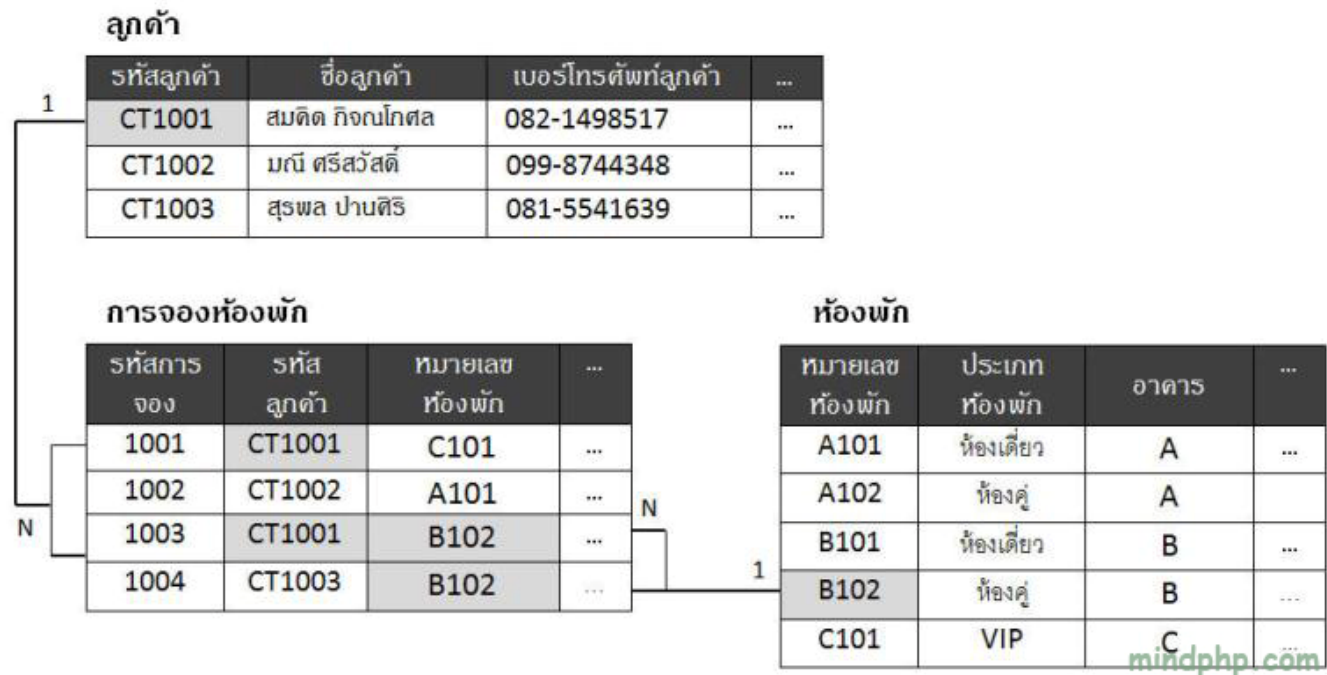 ลูกค้า
รหัสลูกค้า ชื่อลูกค้า เบอร์โทรศัพท์ลูกค้า ...
1
CT1001 สมคิด กิจณโกศล 082-1498517 ...
CT1002 มณี ศรีสวัสดิ์ 099-8744348 ...
CT1003 สุรพล ปานศิริ 081-5541639 ...
การจองห้องพัก
รหัสการ รหัส หมายเลข ...
จอง ลูกค้า ห้องพัก
1001 CT1001 C101 ...
1002 CT1002 A101 ...
1003 CT1001 B102 ...
1004 CT1003 B102 ...
N
N
1
ห้องพัก
หมายเลข ประเภท อาคาร ...
ห้องพัก ห้องพัก
A101 ห้องเดี่ยว A ...
A102 ห้องคู่ A
B101 ห้องเดี่ยว B ...
B102 ห้องคู่ B ...
C101 VIP C ...
mindphp.com